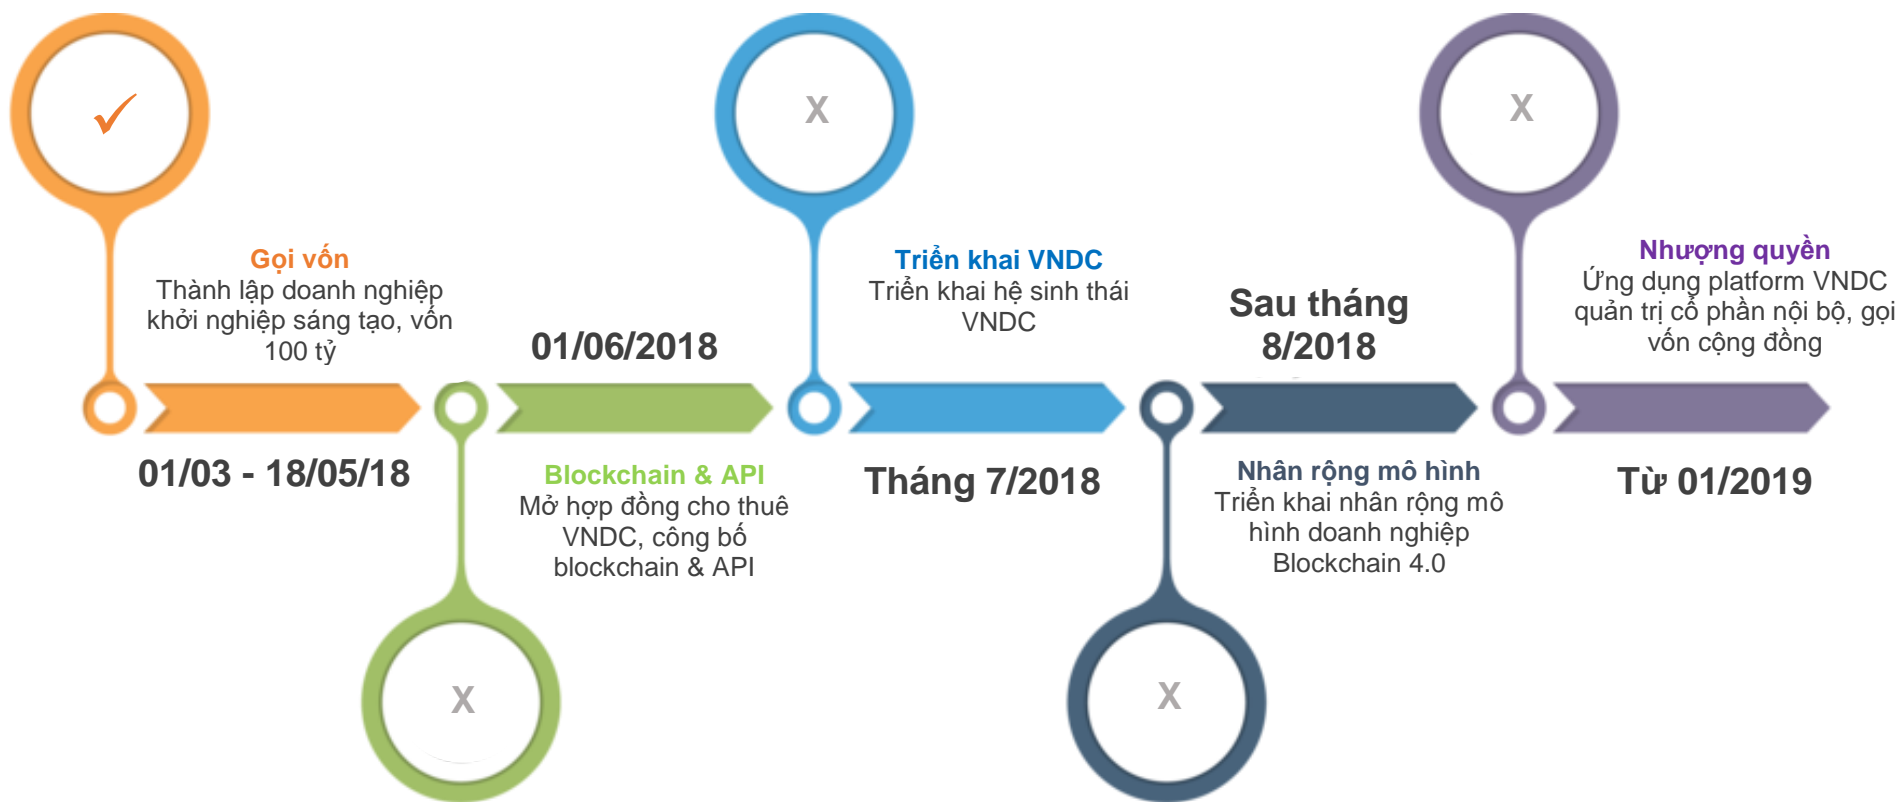 ✓
Gọi vốn
Thành lập doanh nghiệp
khởi nghiệp sáng tạo, vốn
100 tỷ
01/03 - 18/05/18
01/06/2018
Blockchain & API
Mở hợp đồng cho thuê
VNDC, công bố
blockchain & API
X
X
Triển khai VNDC
Triển khai hệ sinh thái
VNDC
Tháng 7/2018
Sau tháng
8/2018
Nhân rộng mô hình
Triển khai nhân rộng mô
hình doanh nghiệp
Blockchain 4.0
X
X
Nhượng quyền
Ứng dụng platform VNDC
quản trị cổ phần nội bộ, gọi
vốn cộng đồng
Từ 01/2019